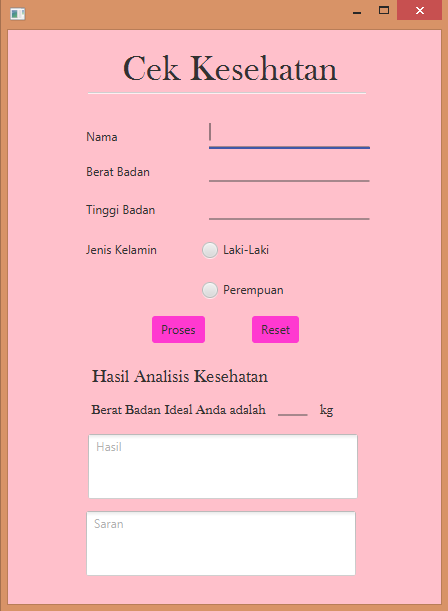 Cek Kesehatan
Nama
Berat Badan
Tinggi Badan
Jenis Kelamin Laki-Laki
Perempuan
Proses Reset
Hasil Analisis Kesehatan
Berat Badan Ideal Anda adalah kg
Hasil
Saran